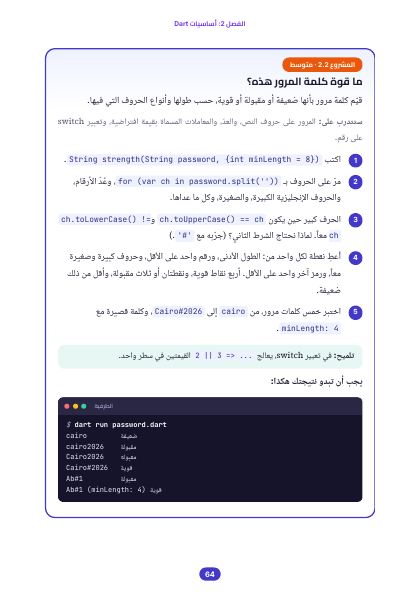 الفصل 2: أساسيات Dart
المشروع 2.2 · متوسط
ما قوة كلمة المرور هذه؟
قيّم كلمة مرور بأنها ضعيفة أو مقبولة أو قوية، حسب طولها وأنواع الحروف التي فيها.
ستتدرب على: المرور على حروف النص، والعدّ، والمعاملات المسماة بقيمة افتراضية، وتعبير switch
على رقم.
1 اكتب String strength(String password, {int minLength = 8}) .
2 مرّ على الحروف بـ for (var ch in password.split('')) ، وعُدّ الأرقام،
والحروف الإنجليزية الكبيرة، والصغيرة، وكل ما عداها.
3 الحرف كبير حين يكون ch.toUpperCase() == ch و ch.toLowerCase() !=
ch معاً. لماذا نحتاج الشرط الثاني؟ (جرّبه مع '#' .)
4 أعطِ نقطة لكل واحد من: الطول الأدنى، ورقم واحد على الأقل، وحروف كبيرة وصغيرة
معاً، ورمز آخر واحد على الأقل. أربع نقاط قوية، ونقطتان أو ثلاث مقبولة، وأقل من ذلك
ضعيفة.
5 اختبر خمس كلمات مرور، من cairo إلى Cairo#2026 ، وكلمة قصيرة مع
minLength: 4 .
تلميح: في تعبير switch، يعالج 2 || 3 => ... القيمتين في سطر واحد.
يجب أن تبدو نتيجتك هكذا:
الطرفية
$ dart run password.dart
cairo ضعيفة
cairo2026 مقبولة
Cairo2026 مقبولة
Cairo#2026 قوية
Ab#1 مقبولة
Ab#1 (minLength: 4) قوية
64